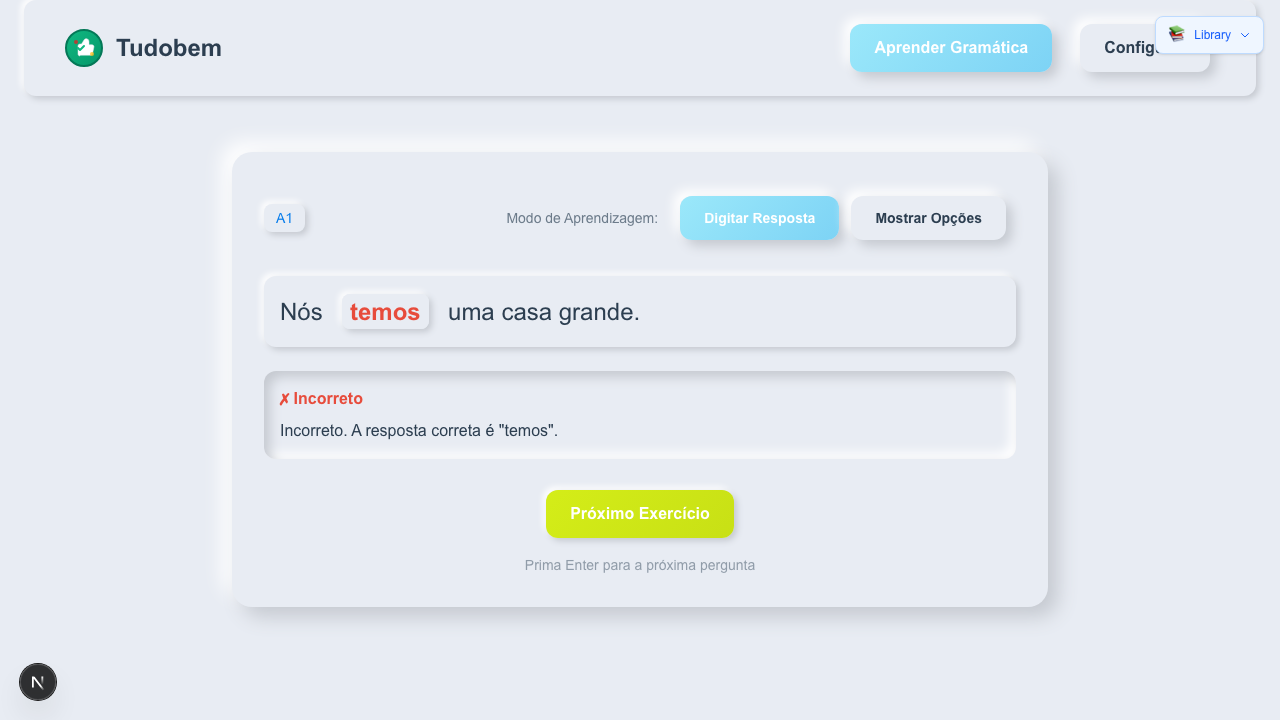 Tudobem
Aprender Gramática
Config
Library
A1
Modo de Aprendizagem:
Digitar Resposta
Mostrar Opções
Nós temos uma casa grande.
✗ Incorreto
Incorreto. A resposta correta é "temos".
Próximo Exercício
Prima Enter para a próxima pergunta
N